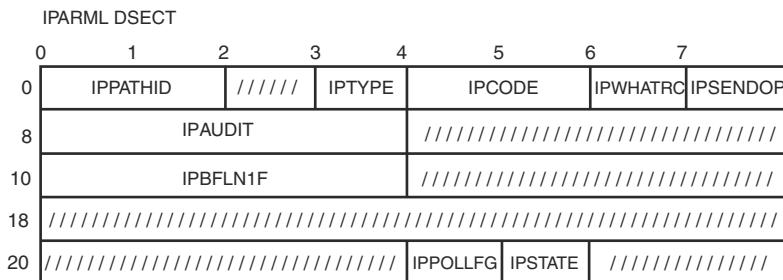 IPARML DSECT
0 1 2 3 4 5 6 7
0 IPPATHID ////// IPTYPE IPCODE IPWHATRC IPSENDOP
8 IPAUDIT /////////////////////////////////
10 IPBFLN1F /////////////////////////////////
18 ////////////////////////////////////////////////////////////////////
20 ///////////////////////////////// IPPOLLFG IPSTATE ///////////////